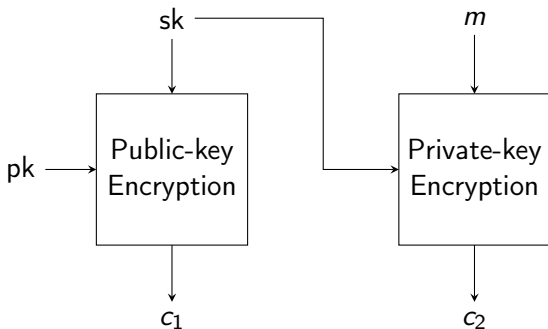 sk
m
Public-key
Encryption
Private-key
Encryption
pk
c₁
c₂